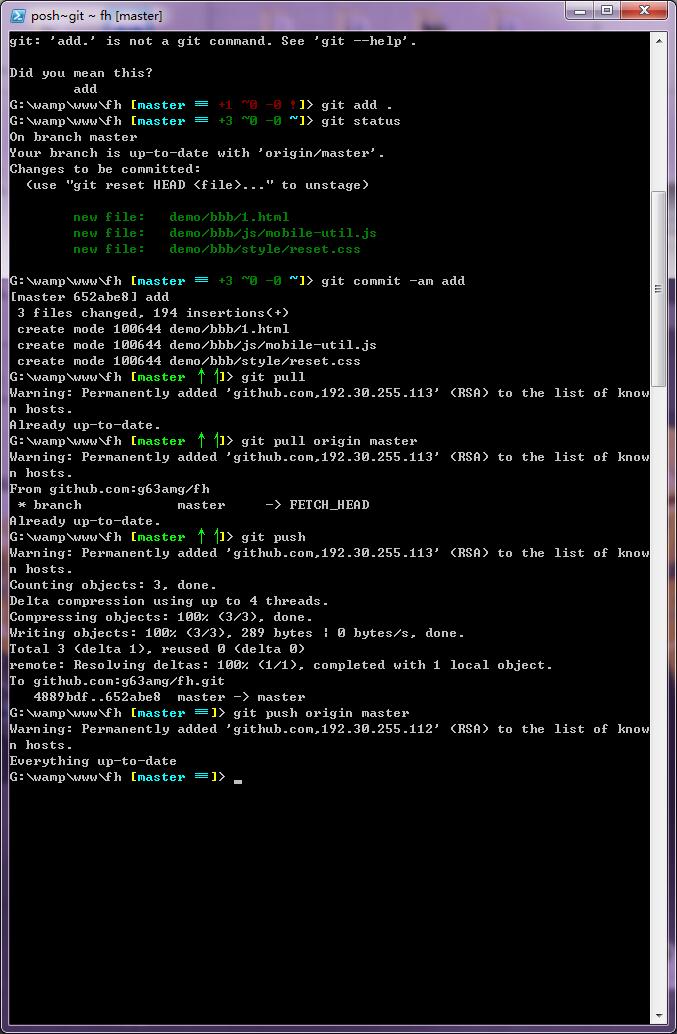 posh~git ~ fh [master]
git: 'add.' is not a git command. See 'git --help'.
Did you mean this?
add
G:\wamp\www\fh [master ≡ +1 ~0 -0 !]> git add .
G:\wamp\www\fh [master ≡ +3 ~0 -0 ~]> git status
On branch master
Your branch is up-to-date with 'origin/master'.
Changes to be committed:
(use "git reset HEAD <file>..." to unstage)
new file:   demo/bbb/1.html
new file:   demo/bbb/js/mobile-util.js
new file:   demo/bbb/style/reset.css
G:\wamp\www\fh [master ≡ +3 ~0 -0 ~]> git commit -am add
[master 652abe8] add
3 files changed, 194 insertions(+)
create mode 100644 demo/bbb/1.html
create mode 100644 demo/bbb/js/mobile-util.js
create mode 100644 demo/bbb/style/reset.css
G:\wamp\www\fh [master ↑ ↑]> git pull
Warning: Permanently added 'github.com,192.30.255.113' (RSA) to the list of know
n hosts.
Already up-to-date.
G:\wamp\www\fh [master ↑ ↑]> git pull origin master
Warning: Permanently added 'github.com,192.30.255.113' (RSA) to the list of know
n hosts.
From github.com:g63amg/fh
* branch            master     -> FETCH_HEAD
Already up-to-date.
G:\wamp\www\fh [master ↑ ↑]> git push
Warning: Permanently added 'github.com,192.30.255.113' (RSA) to the list of know
n hosts.
Counting objects: 3, done.
Delta compression using up to 4 threads.
Compressing objects: 100% (3/3), done.
Writing objects: 100% (3/3), 289 bytes | 0 bytes/s, done.
Total 3 (delta 1), reused 0 (delta 0)
remote: Resolving deltas: 100% (1/1), completed with 1 local object.
To github.com:g63amg/fh.git
4889bdf..652abe8  master -> master
G:\wamp\www\fh [master ≡]> git push origin master
Warning: Permanently added 'github.com,192.30.255.112' (RSA) to the list of know
n hosts.
Everything up-to-date
G:\wamp\www\fh [master ≡]>